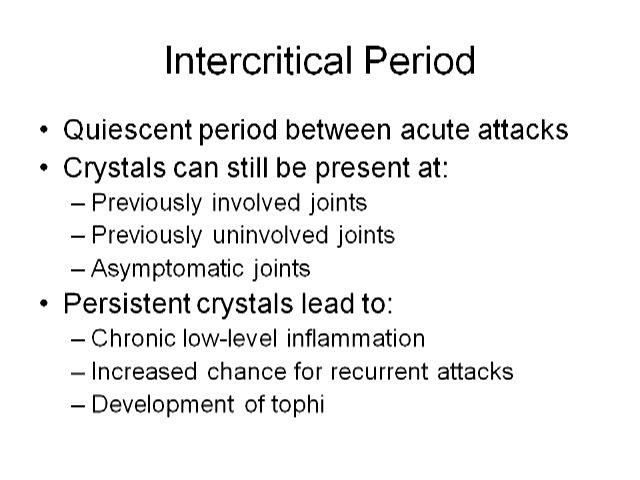 Intercritical Period
• Quiescent period between acute attacks
• Crystals can still be present at:
– Previously involved joints
– Previously uninvolved joints
– Asymptomatic joints
• Persistent crystals lead to:
– Chronic low-level inflammation
– Increased chance for recurrent attacks
– Development of tophi